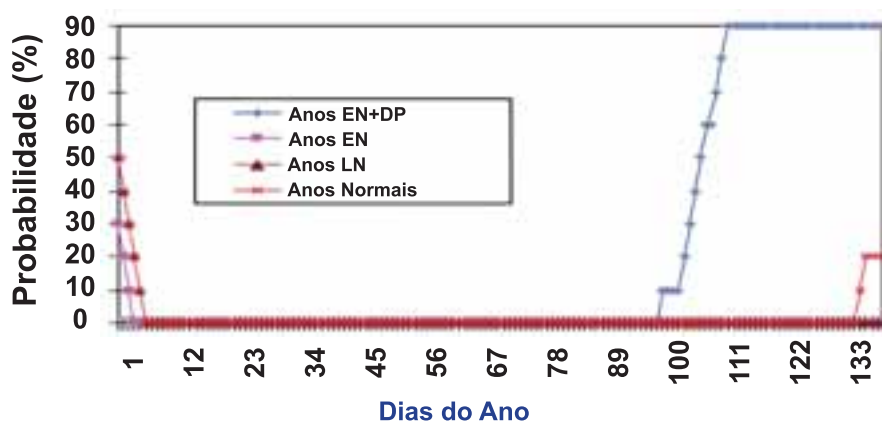 Probabilidade (%)
90
80
70
60
50
40
30
20
10
0
Anos EN+DP
Anos EN
Anos LN
Anos Normais
1 12 23 34 45 56 67 78 89 100 111 122 133
Dias do Ano